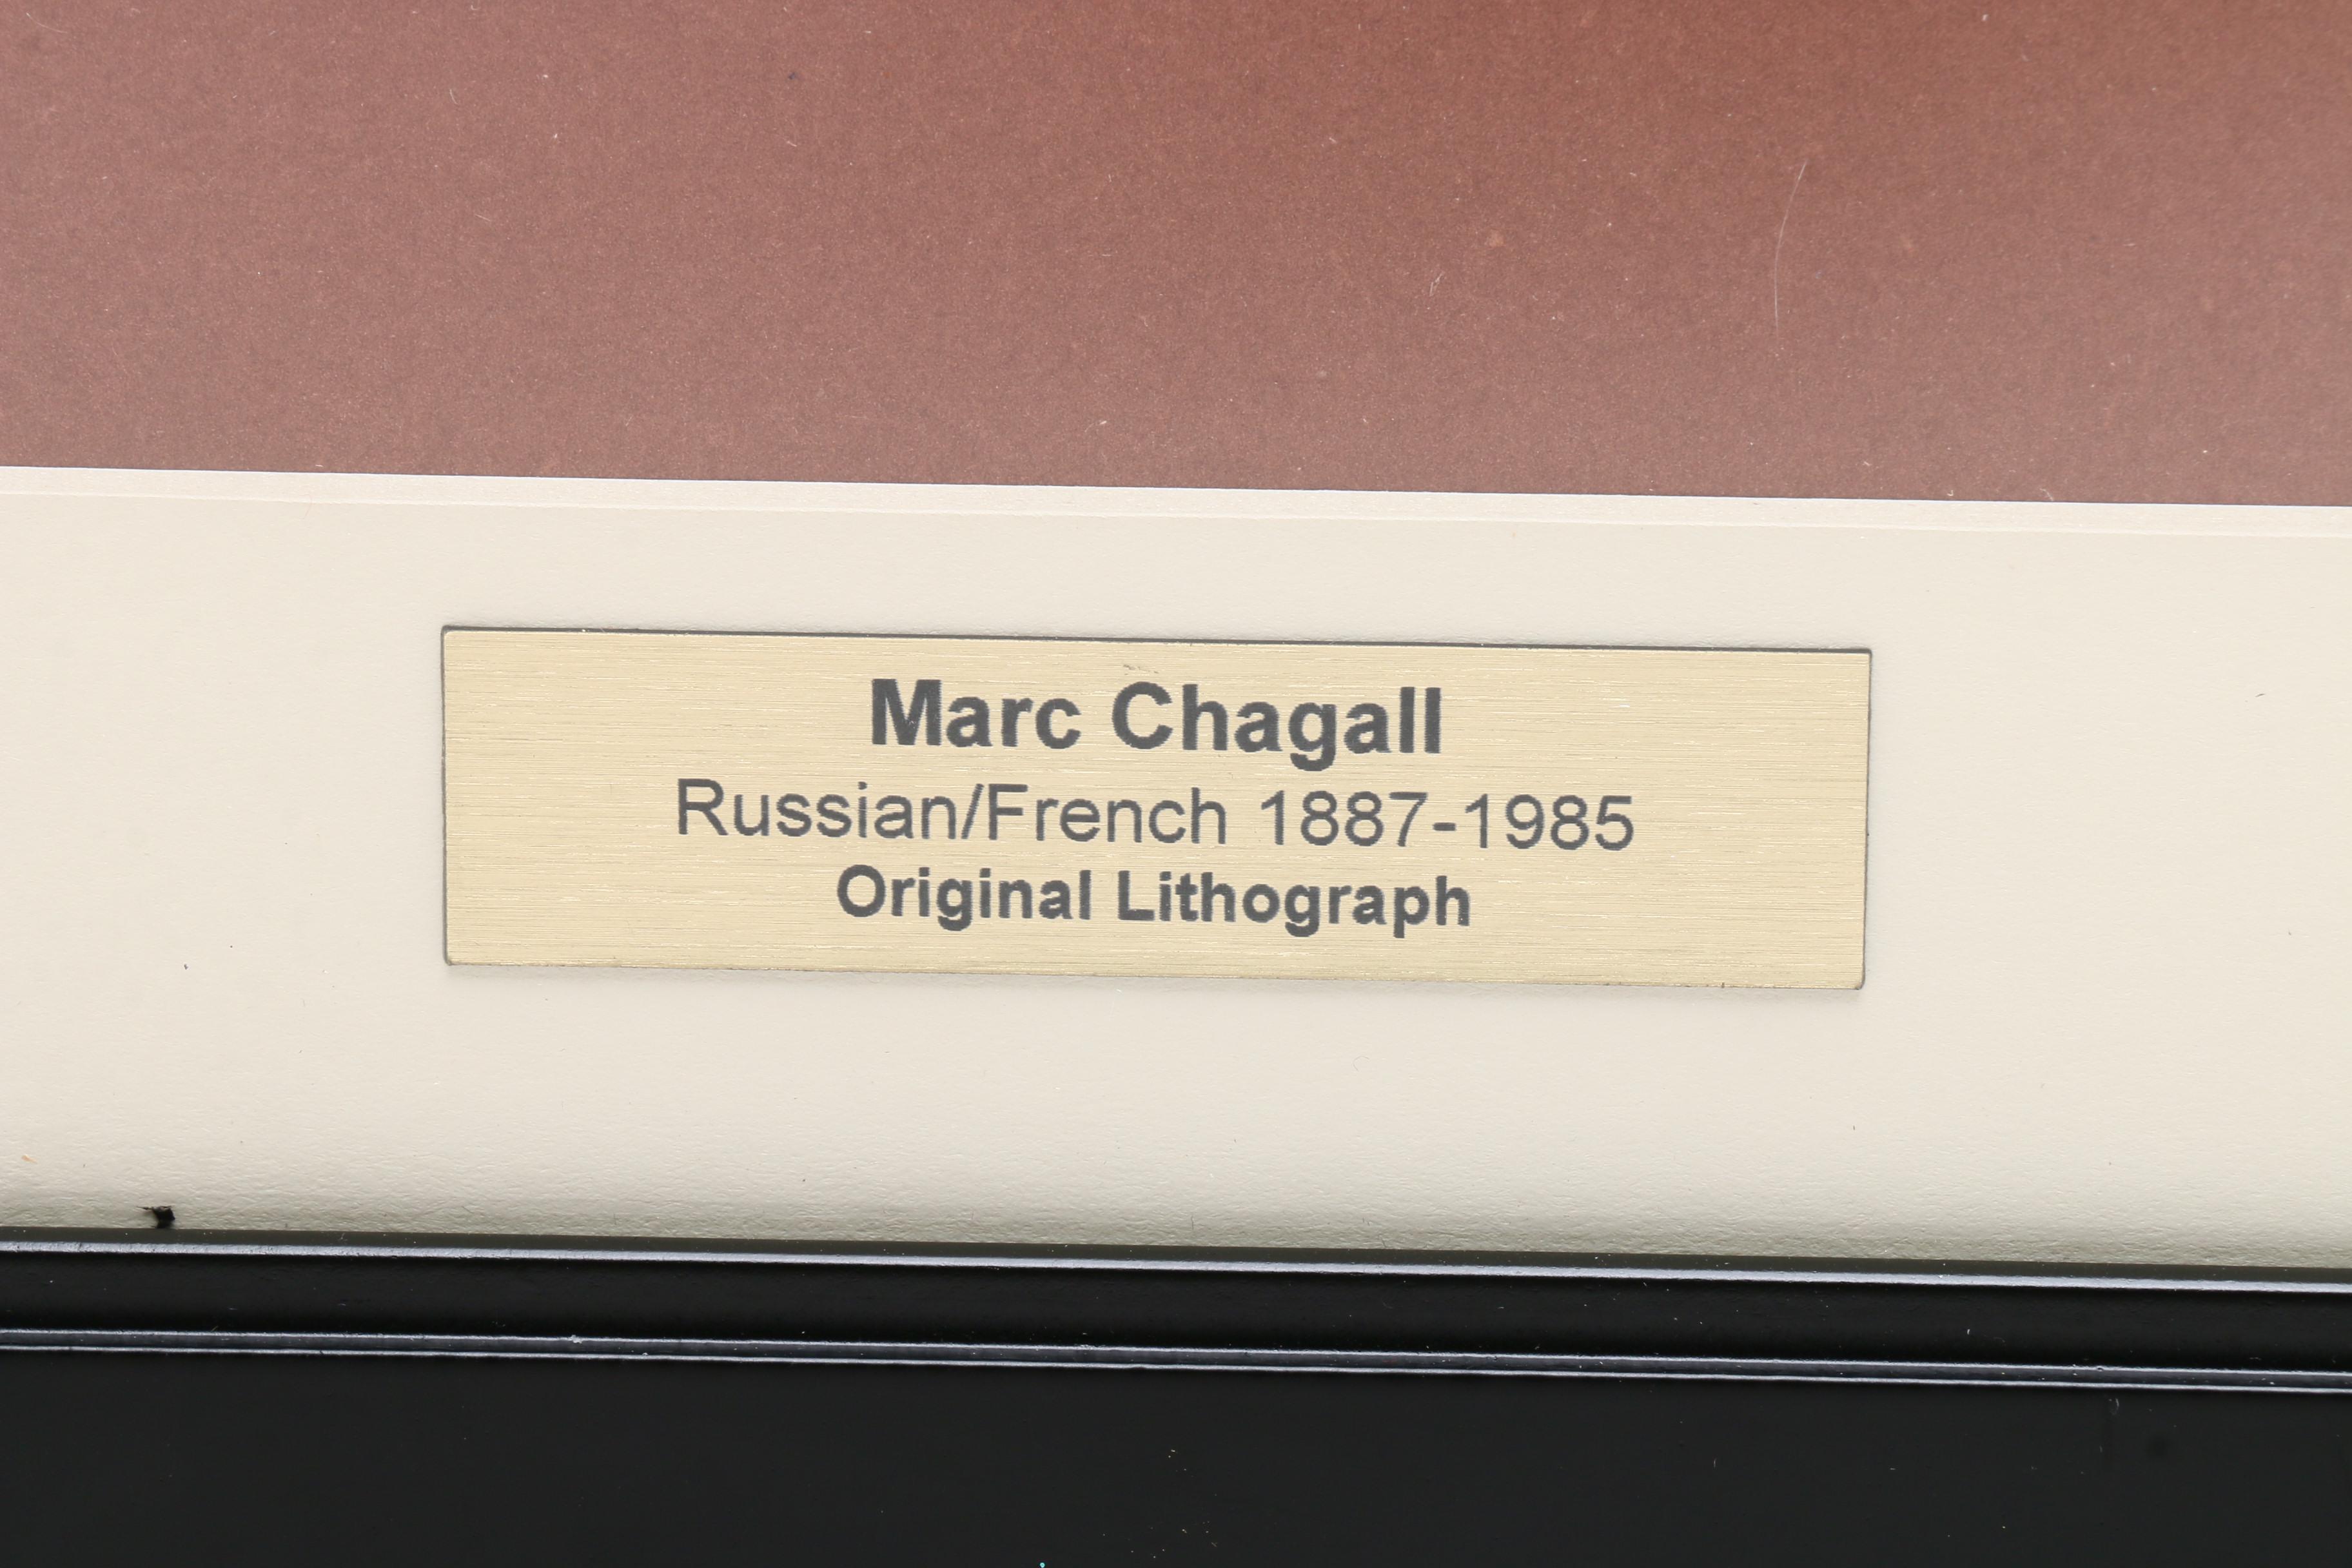 Marc Chagall
Russian/French 1887-1985
Original Lithograph